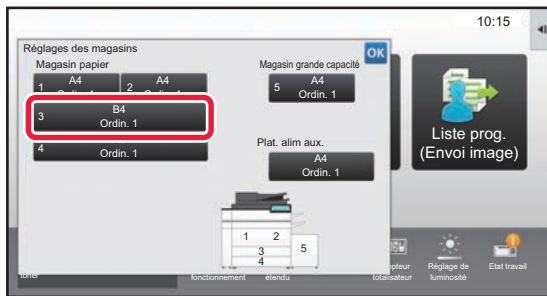 10:15
Réglages des magasins
OK
Magasin papier
Magasin grande capacité
1 A4
2 A4
5 A4
Ordin. 1
3 B4
Ordin. 1
4
Ordin. 1
Plat. alim aux.
A4
Ordin. 1
Liste prog.
(Envoi image)
1 2
3
4
5
toner
fonctionnement
étendu
totalisateur
Réglage de
luminosité
Etat travail